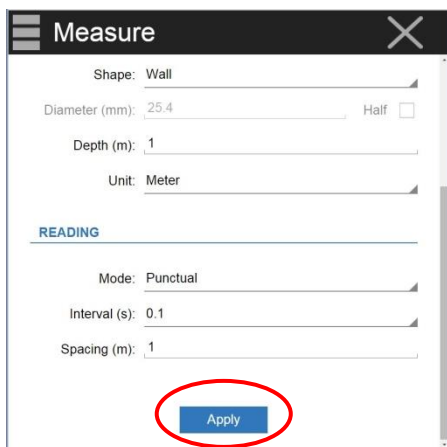 Measure
Shape: Wall
Diameter (mm): 25.4 Half
Depth (m): 1
Unit: Meter
READING
Mode: Punctual
Interval (s): 0.1
Spacing (m): 1
Apply